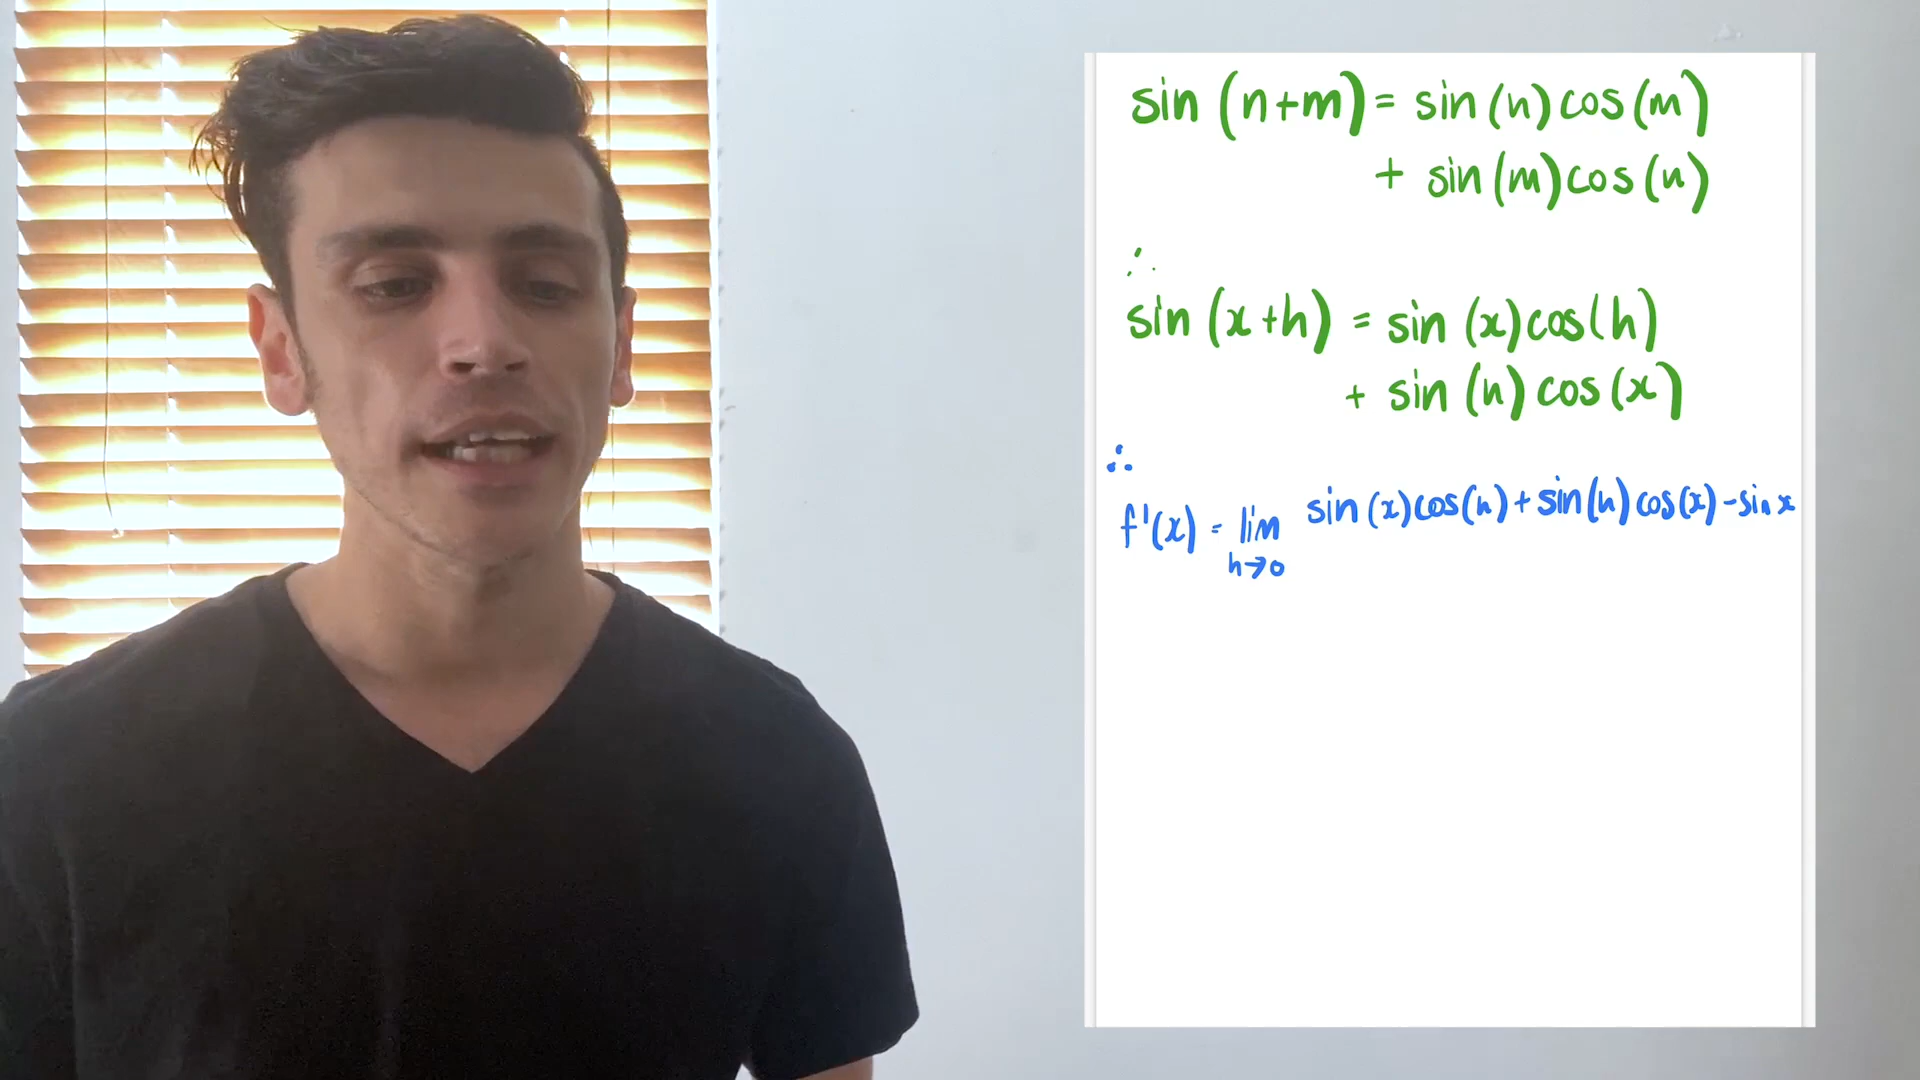 sin (n+m) = sin (n) cos (m)
+ sin (m) cos (n)
∴
sin (x+h) = sin (x) cos (h)
+ sin (h) cos (x)
∴
f'(x) = lim sin (x) cos (h) + sin (h) cos (x) - sin x
h→0